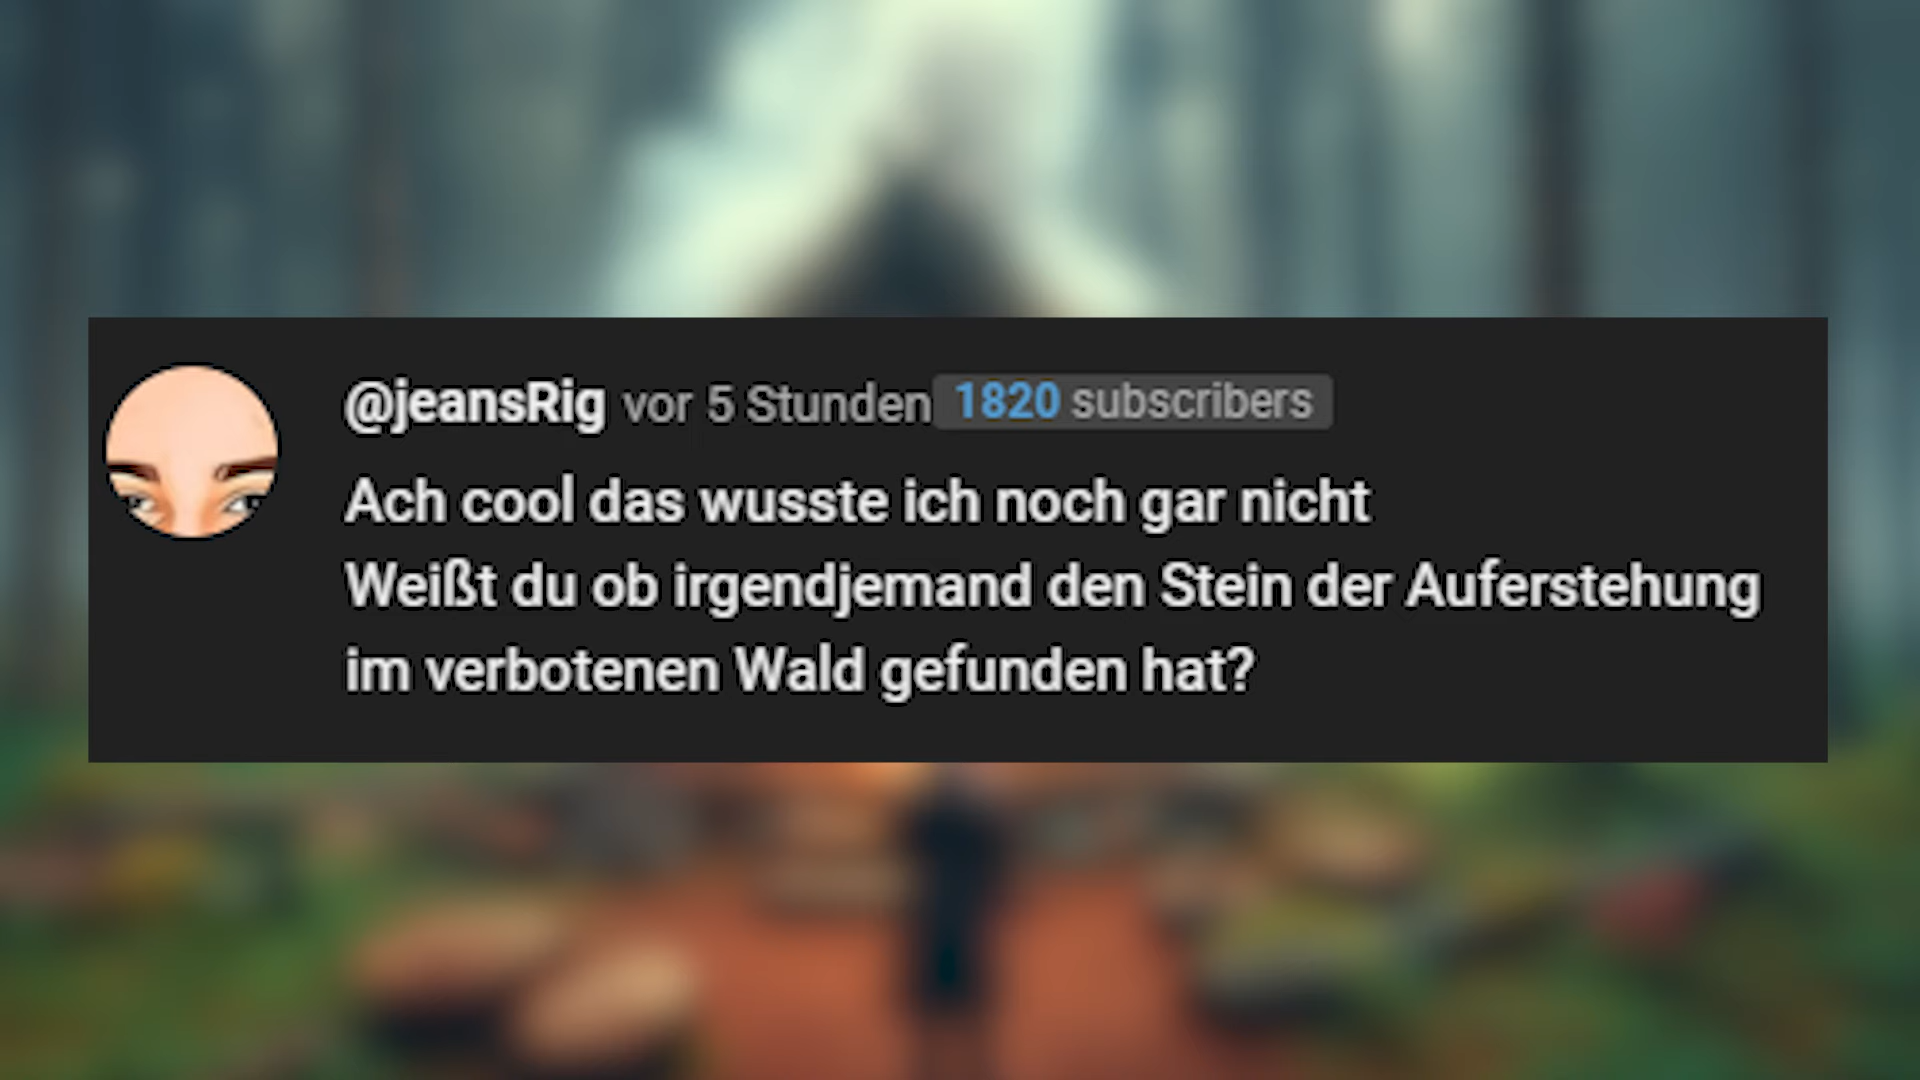 @jeansRig vor 5 Stunden 1820 subscribers
Ach cool das wusste ich noch gar nicht
Weißt du ob irgendjemand den Stein der Auferstehung
im verbotenen Wald gefunden hat?